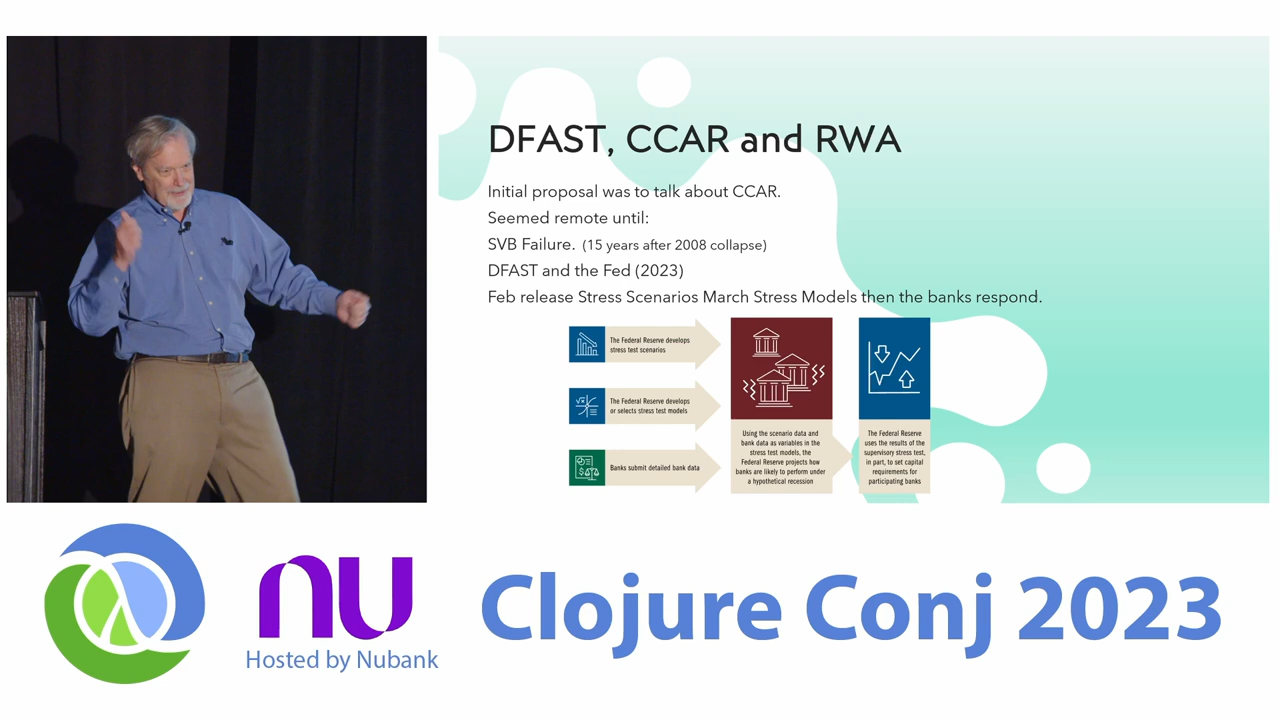 DFAST, CCAR and RWA
Initial proposal was to talk about CCAR.
Seemed remote until:
SVB Failure. (15 years after 2008 collapse)
DFAST and the Fed (2023)
Feb release Stress Scenarios March Stress Models then the banks respond.
The Federal Reserve develops
stress test scenarios
The Federal Reserve develops
or selects stress test models
Banks submit detailed bank data
Using the scenario data and
bank data as variables in the
stress test models, the
Federal Reserve projects how
banks are likely to perform under
a hypothetical recession
The Federal Reserve
uses the results of the
supervisory stress test,
in part, to set capital
requirements for
participating banks
nu
Hosted by Nubank
Clojure Conj 2023